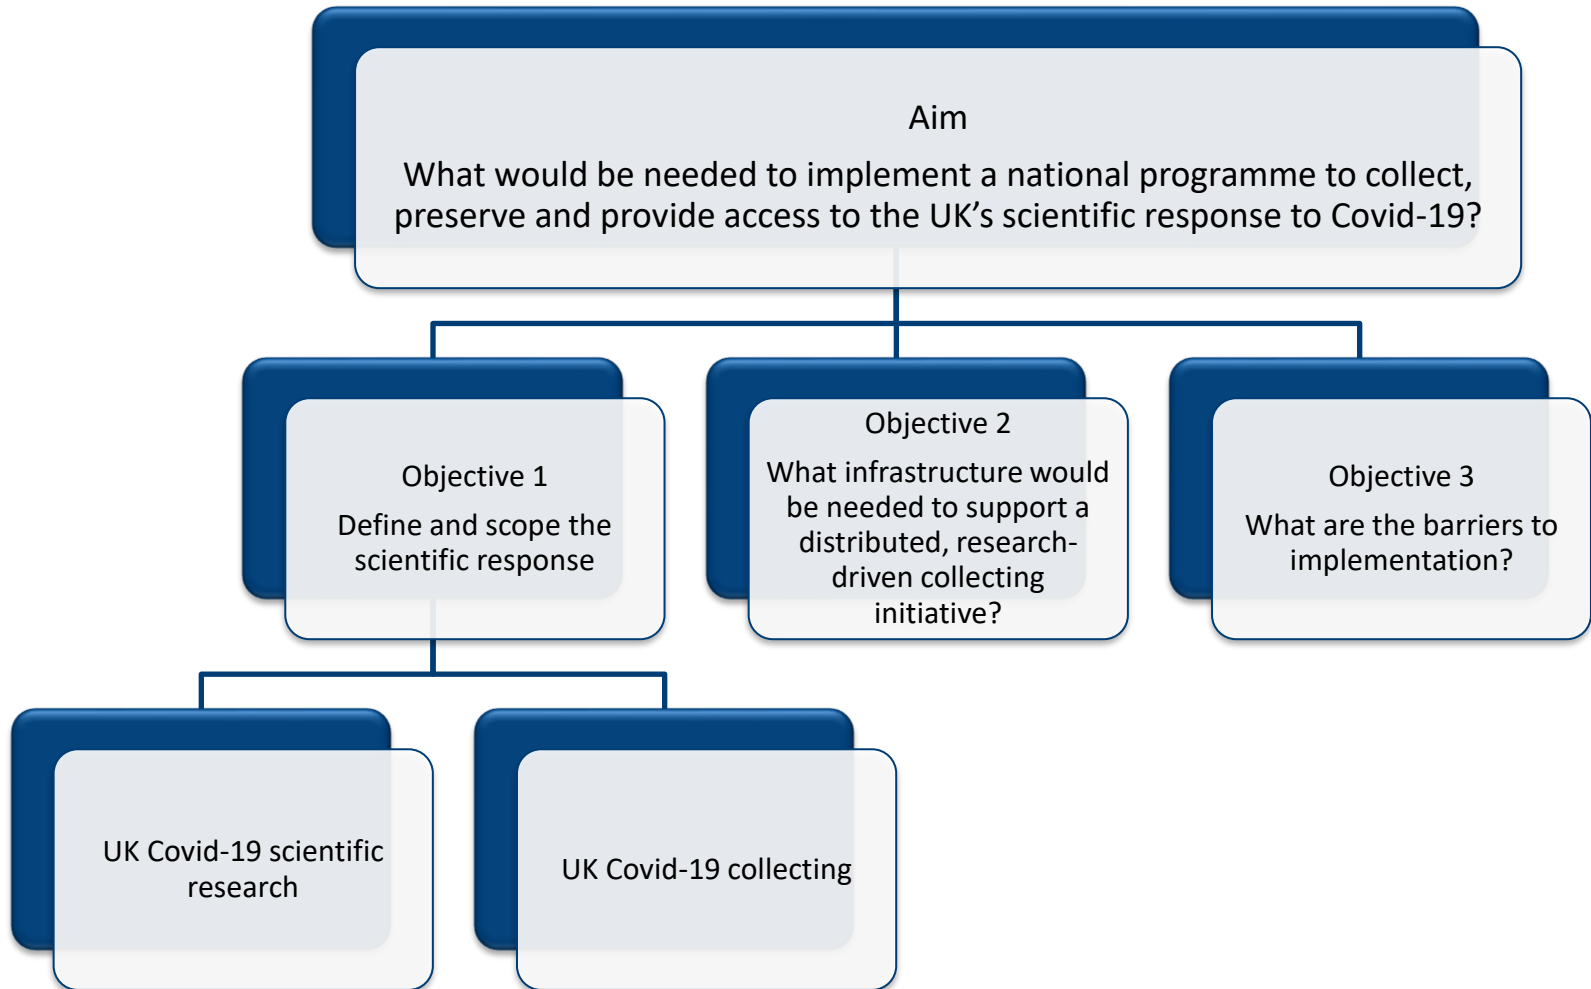 Aim
What would be needed to implement a national programme to collect,
preserve and provide access to the UK’s scientific response to Covid-19?
Objective 1
Define and scope the
scientific response
Objective 2
What infrastructure would
be needed to support a
distributed, research-
driven collecting
initiative?
Objective 3
What are the barriers to
implementation?
UK Covid-19 scientific
research
UK Covid-19 collecting